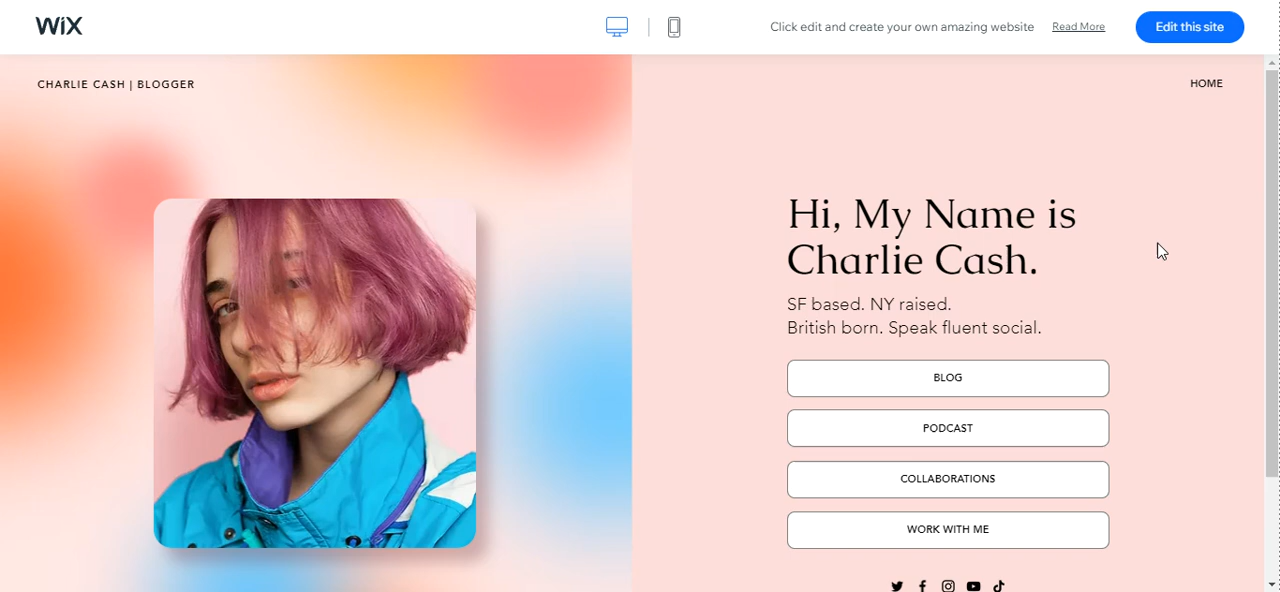 WiX
Click edit and create your own amazing website
Read More
Edit this site
CHARLIE CASH | BLOGGER
HOME
Hi, My Name is
Charlie Cash.
SF based. NY raised.
British born. Speak fluent social.
BLOG
PODCAST
COLLABORATIONS
WORK WITH ME